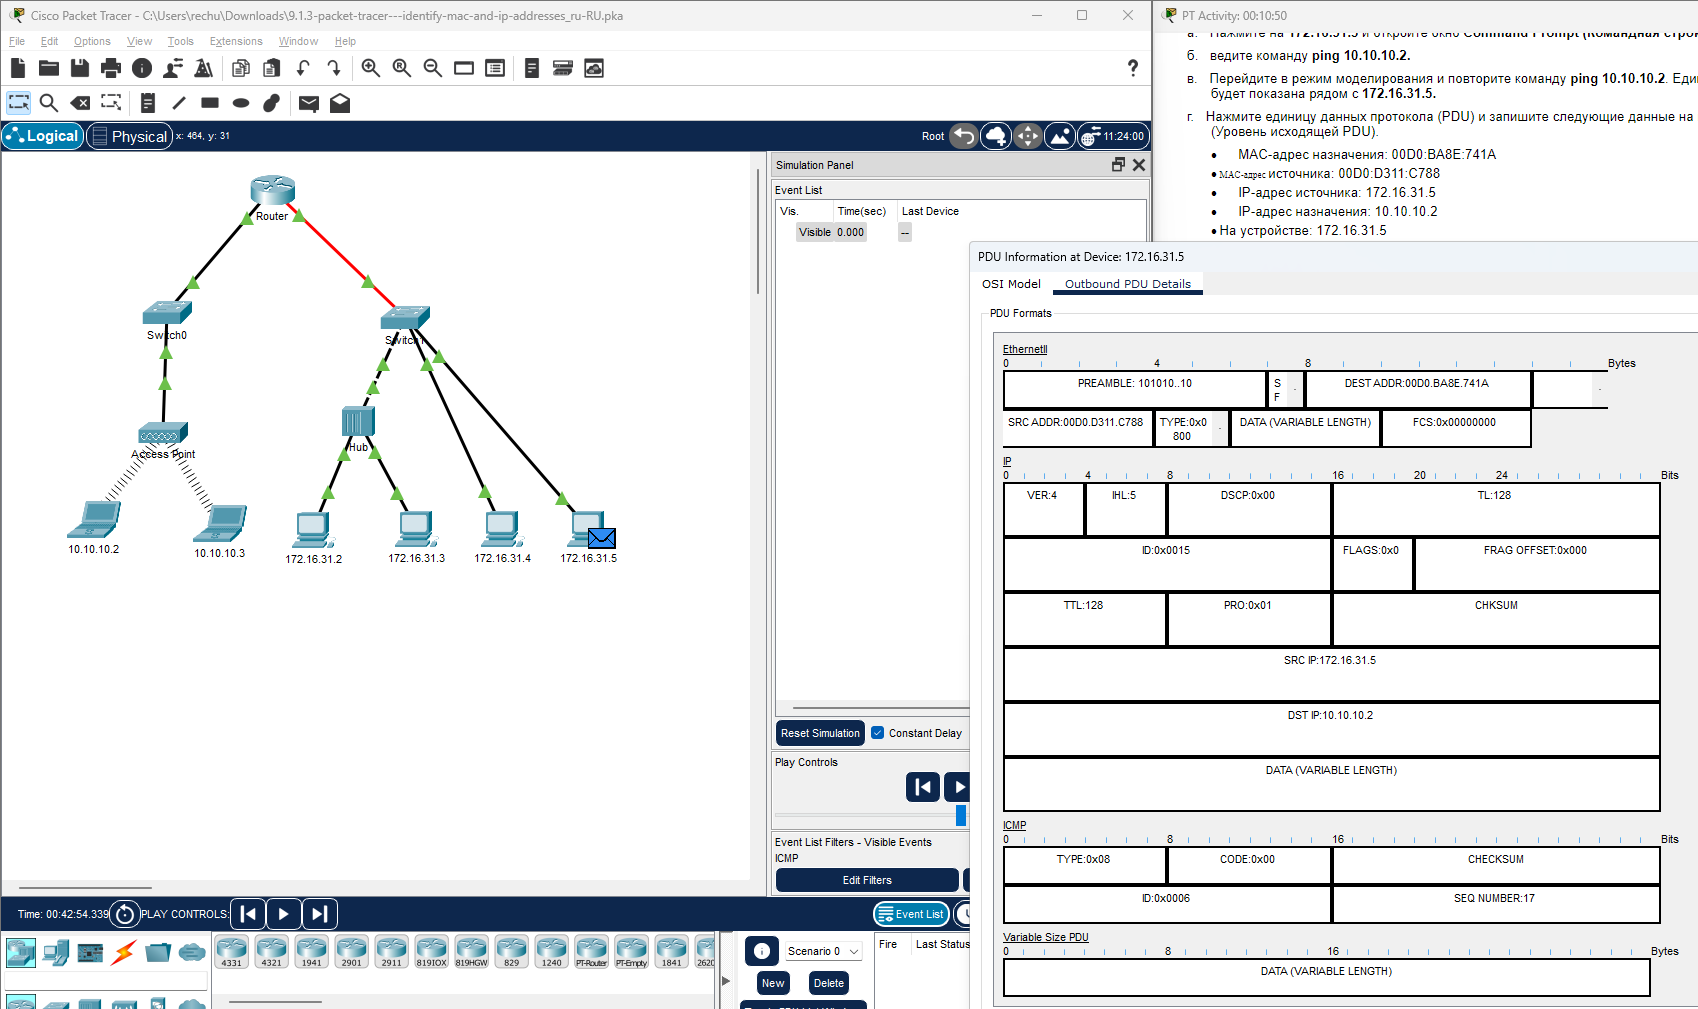 Cisco Packet Tracer - C:\Users\rechu\Downloads\9.1.3-packet-tracer---identify-mac-and-ip-addresses_ru-RU.pka
File Edit Options View Tools Extensions Window Help
Logical
Physical
x: 464, y: 31
Root
11:24:00
Router
Switch0
Switch1
Access Point
Hub
10.10.10.2
10.10.10.3
172.16.31.2
172.16.31.3
172.16.31.4
172.16.31.5
Simulation Panel
Event List
Vis. Time(sec) Last Device
Visible 0.000 --
Reset Simulation
Constant Delay
Play Controls
Event List Filters - Visible Events
ICMP
Edit Filters
Time: 00:42:54.339
PLAY CONTROLS:
Event List
4331 4321 1941 2901 2911 819IOX 819HGW 829 1240 PT-Router PT-Empty 1841 2620
Scenario 0
New
Delete
Fire Last Status
PT Activity: 00:10:50
а. Нажмите на 172.16.31.5 и откройте окно Command Prompt (Командная стро
б. ведите команду ping 10.10.10.2.
в. Перейдите в режим моделирования и повторите команду ping 10.10.10.2. Еди
будет показана рядом с 172.16.31.5.
г. Нажмите единицу данных протокола (PDU) и запишите следующие данные на
(Уровень исходящей PDU).
• MAC-адрес назначения: 00D0:BA8E:741A
• MAC-адрес источника: 00D0:D311:C788
• IP-адрес источника: 172.16.31.5
• IP-адрес назначения: 10.10.10.2
• На устройстве: 172.16.31.5
PDU Information at Device: 172.16.31.5
OSI Model
Outbound PDU Details
PDU Formats
EthernetII
0 4 8 Bytes
PREAMBLE: 101010..10
S
F
DEST ADDR:00D0.BA8E.741A
SRC ADDR:00D0.D311.C788
TYPE:0x0
800
DATA (VARIABLE LENGTH)
FCS:0x00000000
IP
0 4 8 16 20 24 Bits
VER:4 IHL:5 DSCP:0x00 TL:128
ID:0x0015 FLAGS:0x0 FRAG OFFSET:0x000
TTL:128 PRO:0x01 CHKSUM
SRC IP:172.16.31.5
DST IP:10.10.10.2
DATA (VARIABLE LENGTH)
ICMP
0 8 16 Bits
TYPE:0x08 CODE:0x00 CHECKSUM
ID:0x0006 SEQ NUMBER:17
Variable Size PDU
0 8 16 Bytes
DATA (VARIABLE LENGTH)